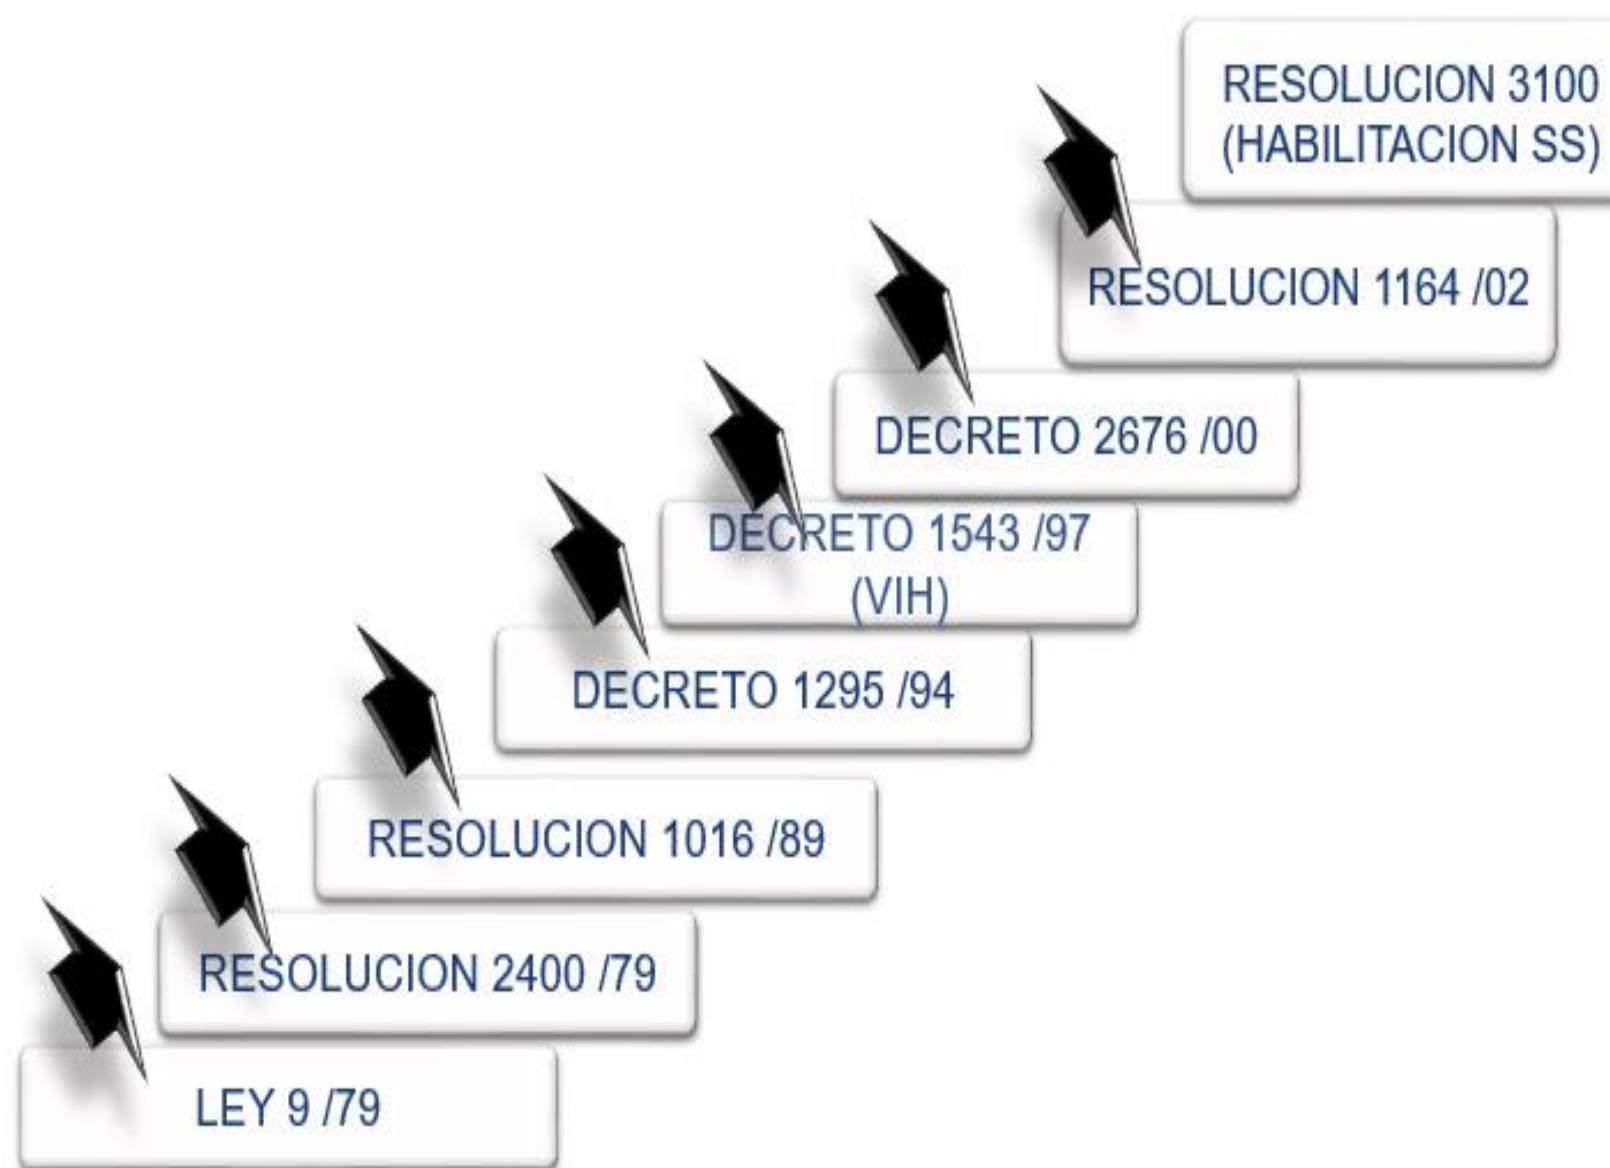 RESOLUCION 3100
(HABILITACION SS)
RESOLUCION 1164 /02
DECRETO 2676 /00
DECRETO 1543 /97
(VIH)
DECRETO 1295 /94
RESOLUCION 1016 /89
RESOLUCION 2400 /79
LEY 9 /79